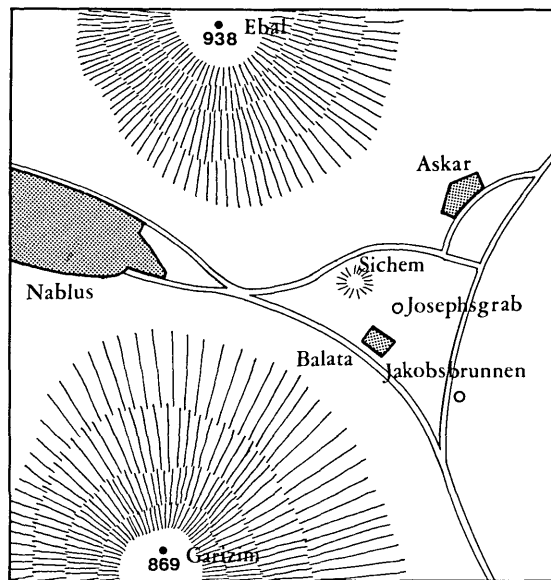 Ebal
938
Askar
Sichem
Nablus
Josephsgrab
Balata
Jakobsbrunnen
Garizim
869